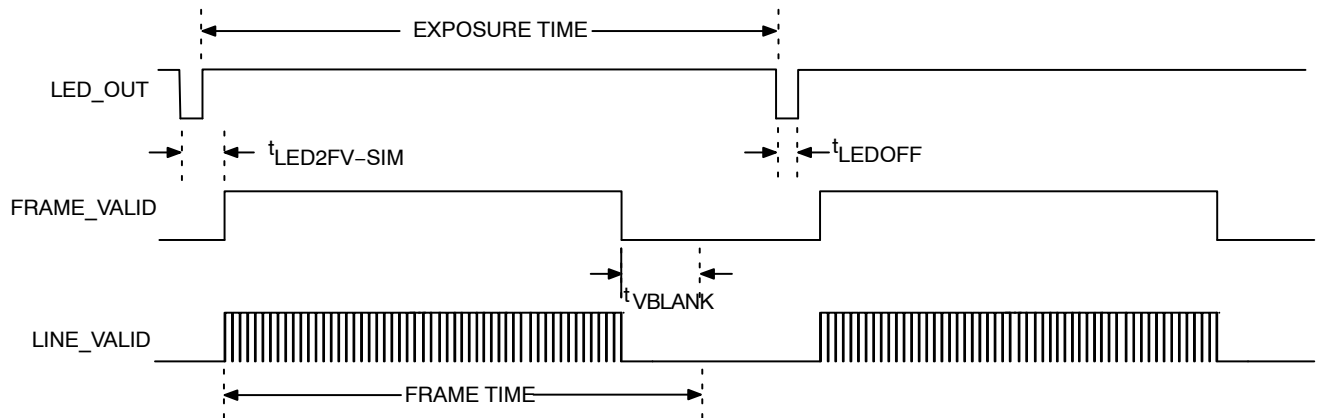 EXPOSURE TIME
LED_OUT
tLED2FV−SIM
tLEDOFF
FRAME_VALID
tVBLANK
LINE_VALID
FRAME TIME